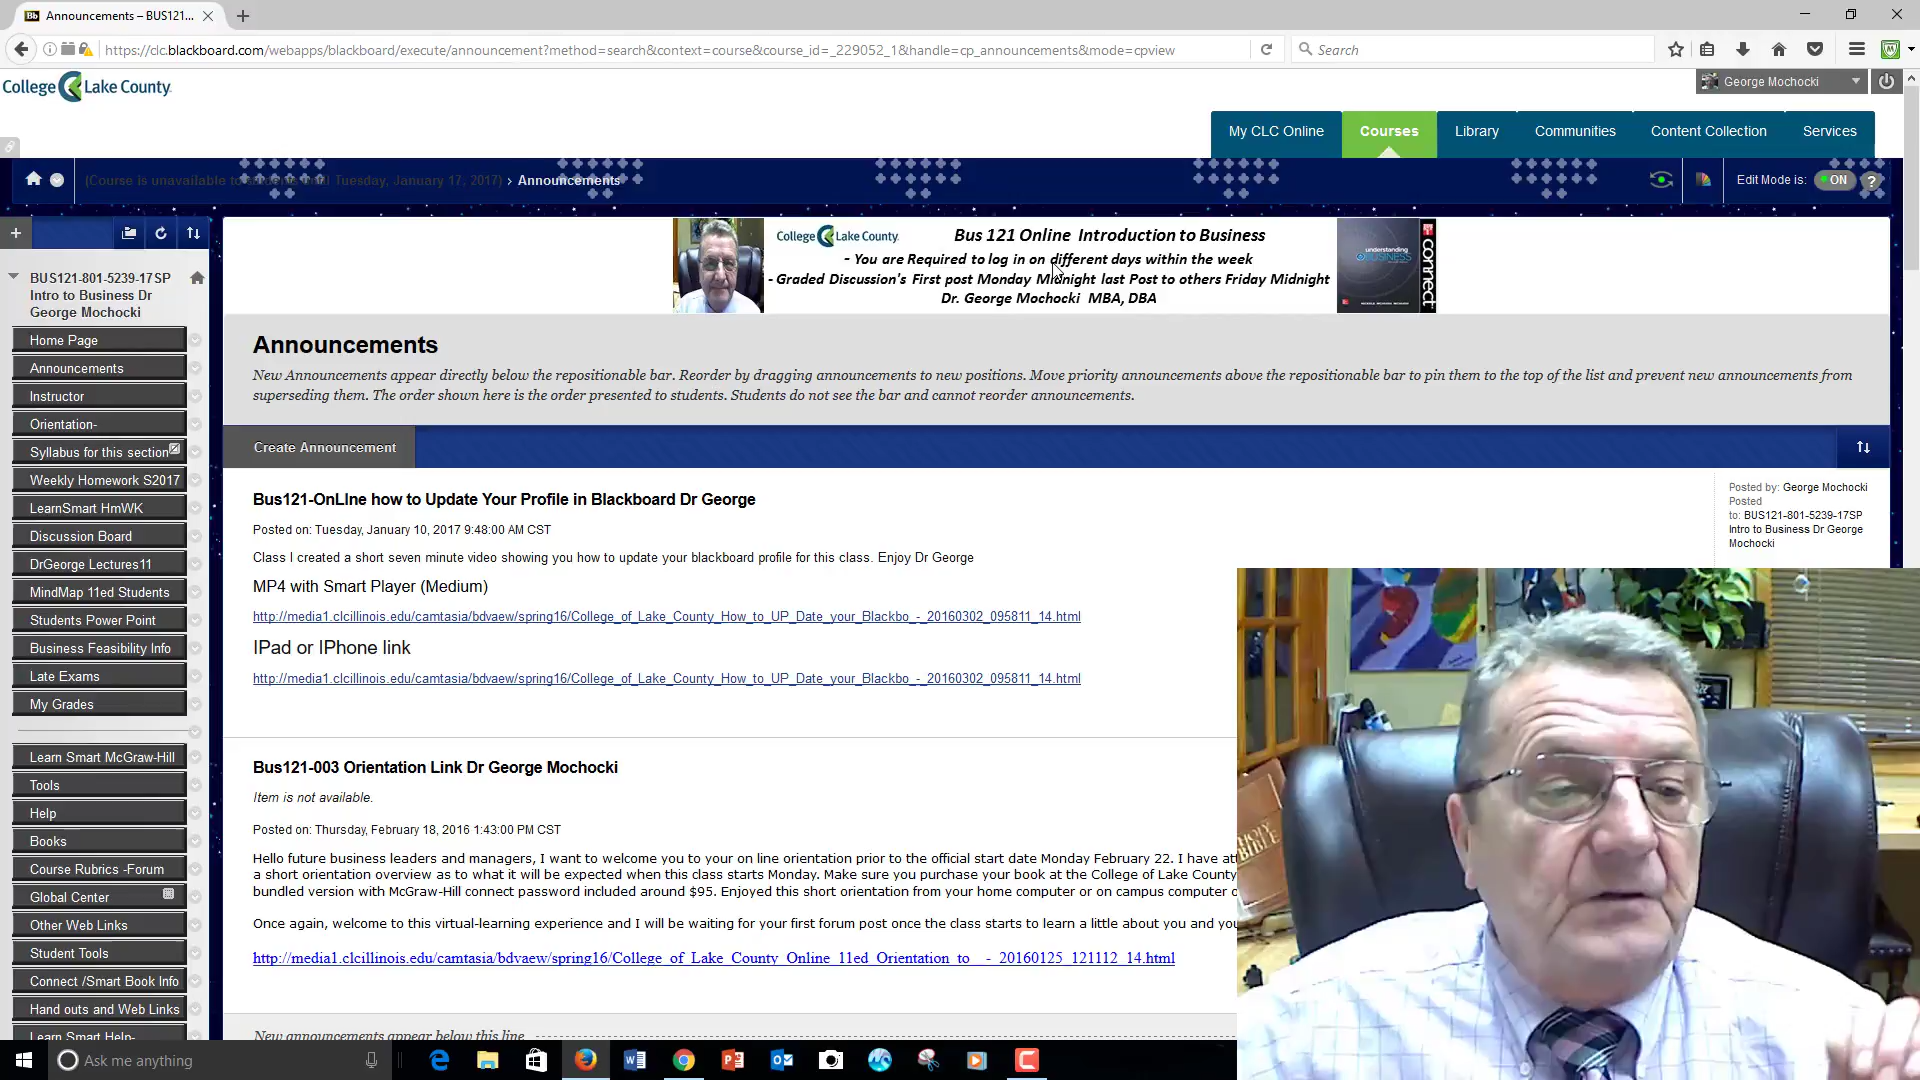 Bb Announcements – BUS121...
https://clc.blackboard.com/webapps/blackboard/execute/announcement?method=search&context=course&course_id=_229052_1&handle=cp_announcements&mode=cpview
Search
College Lake County
George Mochocki
My CLC Online
Courses
Library
Communities
Content Collection
Services
(Course is unavailable to students until Tuesday, January 17, 2017) > Announcements
Edit Mode is: ON ?
College Lake County
Bus 121 Online Introduction to Business
- You are Required to log in on different days within the week
- Graded Discussion's First post Monday Midnight last Post to others Friday Midnight
Dr. George Mochocki MBA, DBA
understanding
BUSINESS
CONNECT
BUS121-801-5239-17SP
Intro to Business Dr
George Mochocki
Home Page
Announcements
Instructor
Orientation-
Syllabus for this section
Weekly Homework S2017
LearnSmart HmWK
Discussion Board
DrGeorge Lectures11
MindMap 11ed Students
Students Power Point
Business Feasibility Info
Late Exams
My Grades
Learn Smart McGraw-Hill
Tools
Help
Books
Course Rubrics -Forum
Global Center
Other Web Links
Student Tools
Connect /Smart Book Info
Hand outs and Web Links
Learn Smart Help-
Announcements
New Announcements appear directly below the repositionable bar. Reorder by dragging announcements to new positions. Move priority announcements above the repositionable bar to pin them to the top of the list and prevent new announcements from
superseding them. The order shown here is the order presented to students. Students do not see the bar and cannot reorder announcements.
Create Announcement
Bus121-OnLIne how to Update Your Profile in Blackboard Dr George
Posted on: Tuesday, January 10, 2017 9:48:00 AM CST
Class I created a short seven minute video showing you how to update your blackboard profile for this class. Enjoy Dr George
MP4 with Smart Player (Medium)
http://media1.clcillinois.edu/camtasia/bdvaew/spring16/College_of_Lake_County_How_to_UP_Date_your_Blackbo_-_20160302_095811_14.html
IPad or IPhone link
http://media1.clcillinois.edu/camtasia/bdvaew/spring16/College_of_Lake_County_How_to_UP_Date_your_Blackbo_-_20160302_095811_14.html
Posted by: George Mochocki
Posted
to: BUS121-801-5239-17SP
Intro to Business Dr George
Mochocki
Bus121-003 Orientation Link Dr George Mochocki
Item is not available.
Posted on: Thursday, February 18, 2016 1:43:00 PM CST
Hello future business leaders and managers, I want to welcome you to your on line orientation prior to the official start date Monday February 22. I have at
a short orientation overview as to what it will be expected when this class starts Monday. Make sure you purchase your book at the College of Lake County
bundled version with McGraw-Hill connect password included around $95. Enjoyed this short orientation from your home computer or on campus computer o
Once again, welcome to this virtual-learning experience and I will be waiting for your first forum post once the class starts to learn a little about you and you
http://media1.clcillinois.edu/camtasia/bdvaew/spring16/College_of_Lake_County_Online_11ed_Orientation_to__-_20160125_121112_14.html
New announcements appear below this line
HOLY BIBLE
Ask me anything